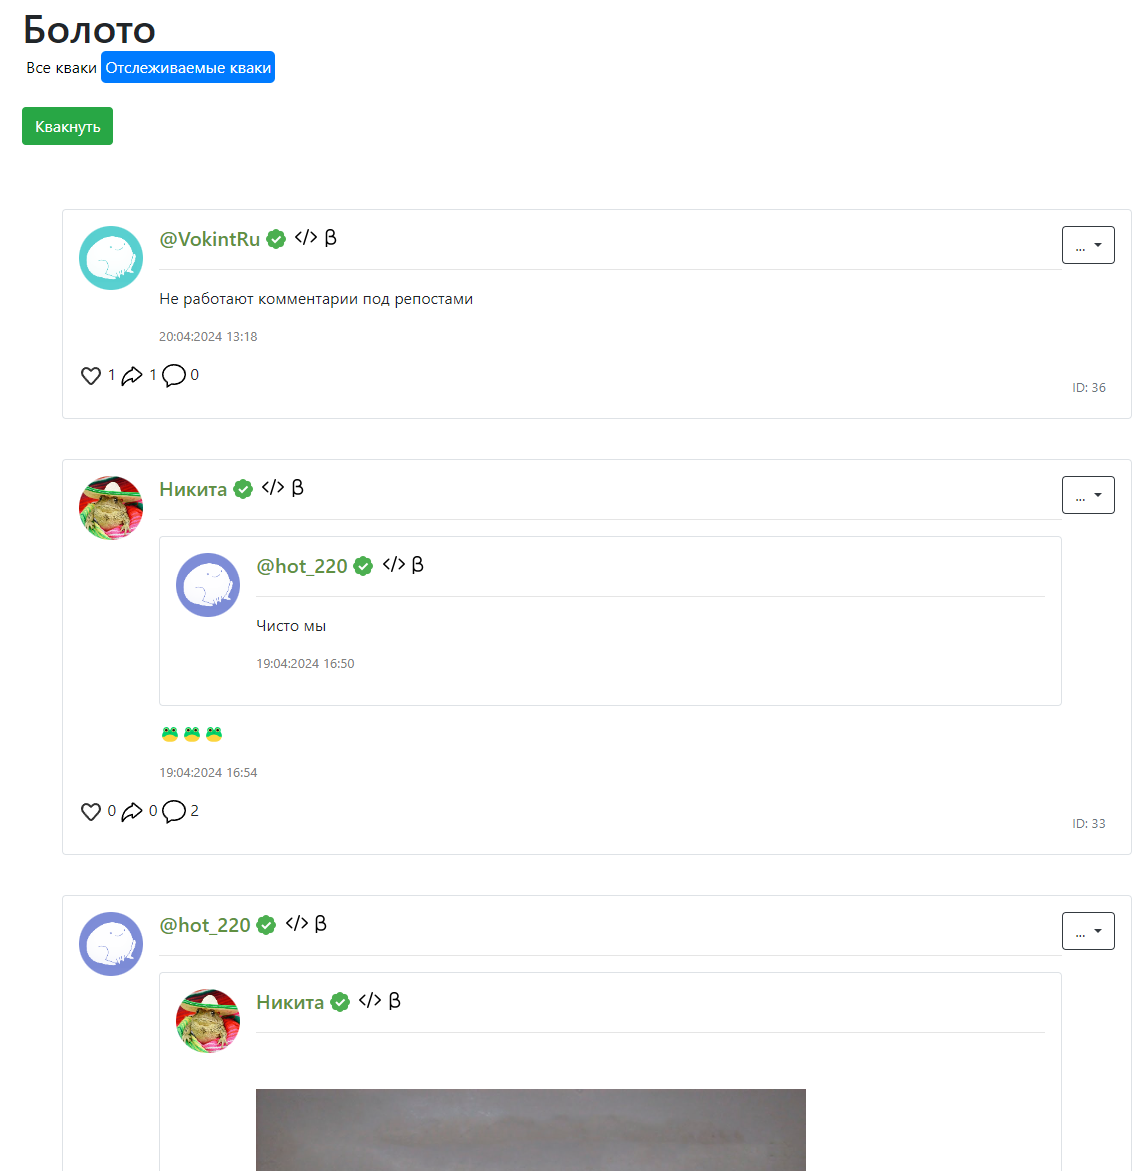 Болото
Все кваки Отслеживаемые кваки
Квакнуть
@VokintRu </> β
...
Не работают комментарии под репостами
20:04:2024 13:18
1 1 0
ID: 36
Никита </> β
...
@hot_220 </> β
Чисто мы
19:04:2024 16:50
🐸🐸🐸
19:04:2024 16:54
0 0 2
ID: 33
@hot_220 </> β
...
Никита </> β